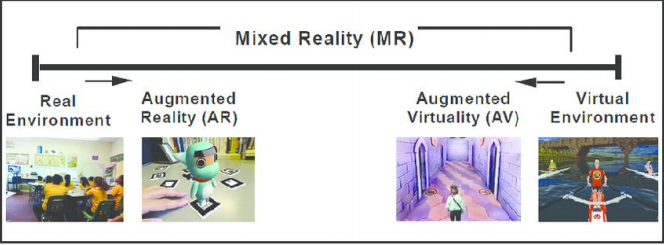 Mixed Reality (MR)
Real
Environment
Augmented
Reality (AR)
Augmented
Virtuality (AV)
Virtual
Environment